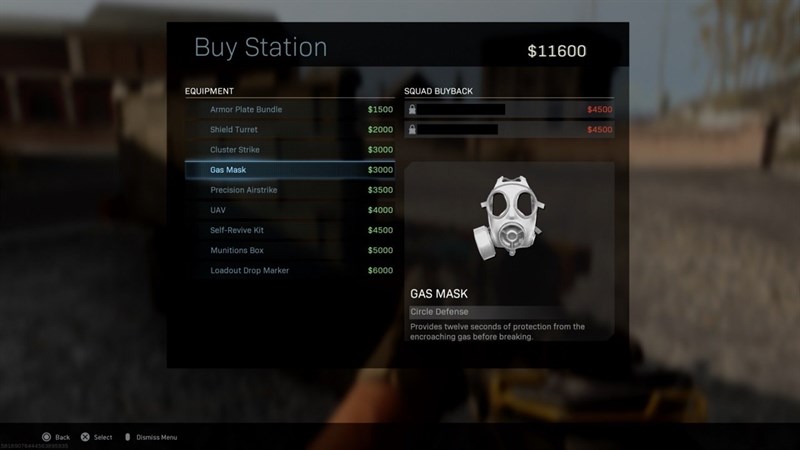 Buy Station
$11600
EQUIPMENT
Armor Plate Bundle $1500
Shield Turret $2000
Cluster Strike $3000
Gas Mask $3000
Precision Airstrike $3500
UAV $4000
Self-Revive Kit $4500
Munitions Box $5000
Loadout Drop Marker $6000
SQUAD BUYBACK
$4500
$4500
GAS MASK
Circle Defense
Provides twelve seconds of protection from the
encroaching gas before breaking.
Back Select Dismiss Menu